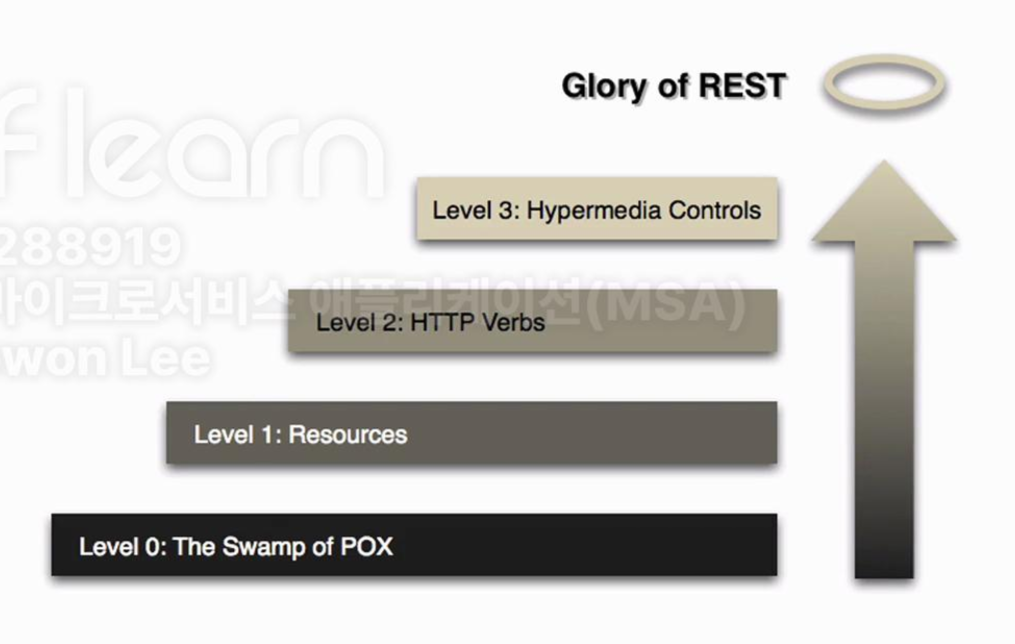 Glory of REST
f learn
Level 3: Hypermedia Controls
288919
마이크로서비스 애플리케이션(MSA)
Level 2: HTTP Verbs
won Lee
Level 1: Resources
Level 0: The Swamp of POX